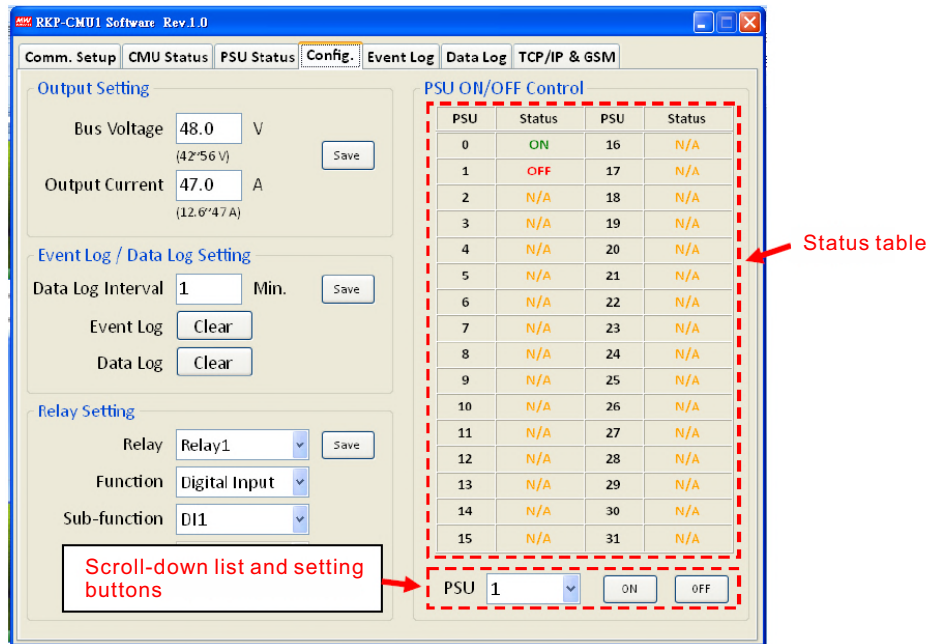 MW RKP-CMU1 Software Rev.1.0
Comm. Setup CMU Status PSU Status Config. Event Log Data Log TCP/IP & GSM
Output Setting
Bus Voltage 48.0 V
(42~56 V)
Save
Output Current 47.0 A
(12.6~47 A)
Event Log / Data Log Setting
Data Log Interval 1 Min. Save
Event Log Clear
Data Log Clear
Relay Setting
Relay Relay1 Save
Function Digital Input
Sub-function DI1
Scroll-down list and setting
buttons
PSU ON/OFF Control
PSU Status PSU Status
0 ON 16 N/A
1 OFF 17 N/A
2 N/A 18 N/A
3 N/A 19 N/A
4 N/A 20 N/A
5 N/A 21 N/A
6 N/A 22 N/A
7 N/A 23 N/A
8 N/A 24 N/A
9 N/A 25 N/A
10 N/A 26 N/A
11 N/A 27 N/A
12 N/A 28 N/A
13 N/A 29 N/A
14 N/A 30 N/A
15 N/A 31 N/A
PSU 1 ON OFF
Status table